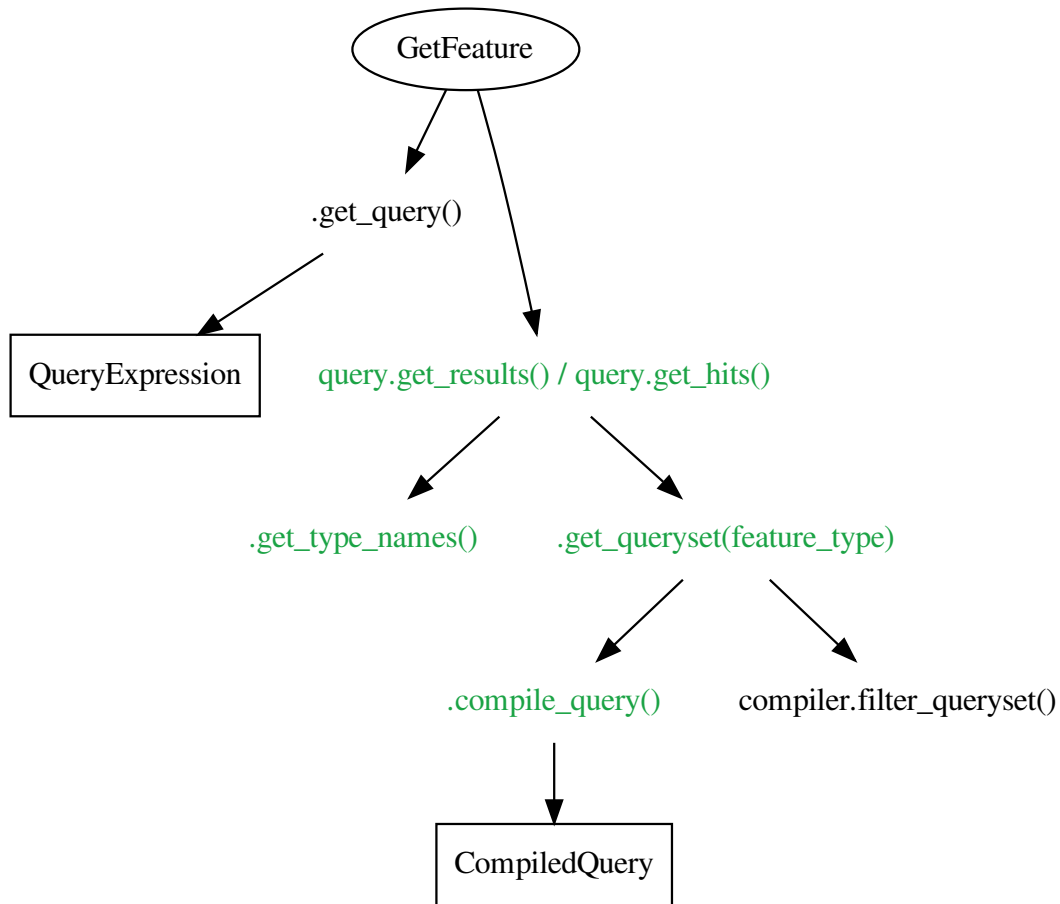 GetFeature
.get_query()
QueryExpression
query.get_results() / query.get_hits()
.get_type_names()
.get_queryset(feature_type)
.compile_query()
compiler.filter_queryset()
CompiledQuery